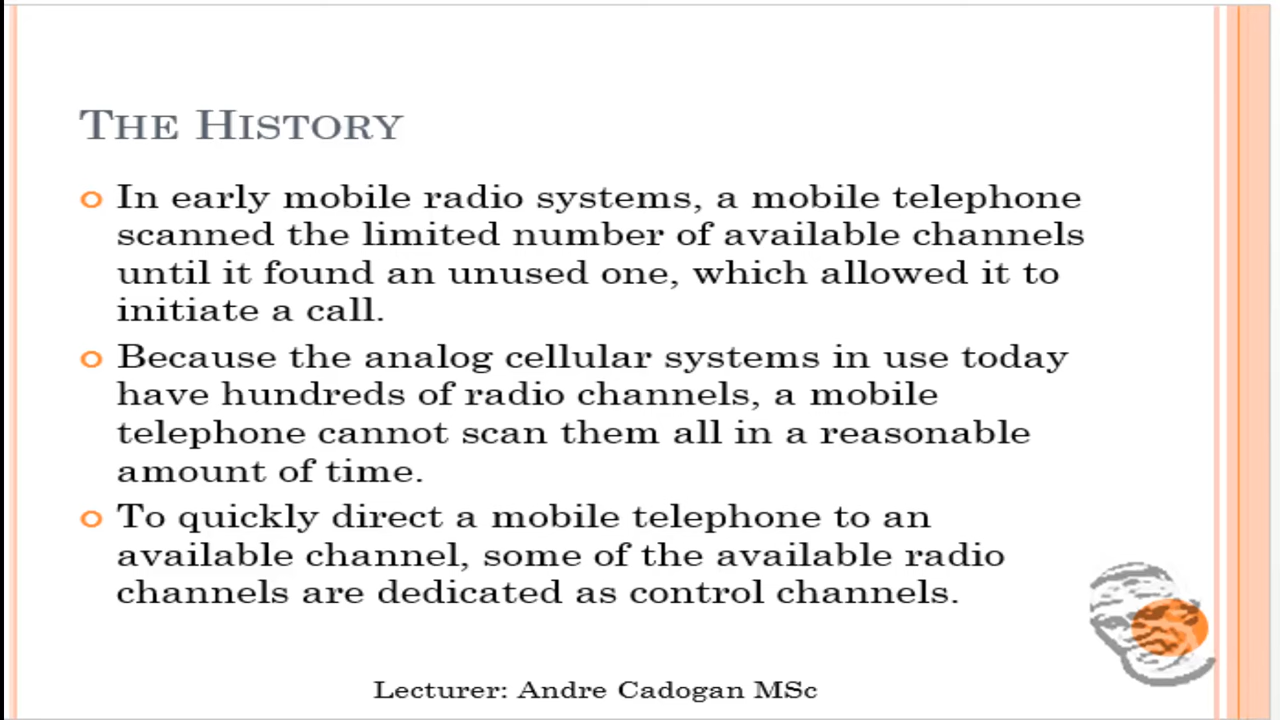 The History
In early mobile radio systems, a mobile telephone
scanned the limited number of available channels
until it found an unused one, which allowed it to
initiate a call.
Because the analog cellular systems in use today
have hundreds of radio channels, a mobile
telephone cannot scan them all in a reasonable
amount of time.
To quickly direct a mobile telephone to an
available channel, some of the available radio
channels are dedicated as control channels.
Lecturer: Andre Cadogan MSc